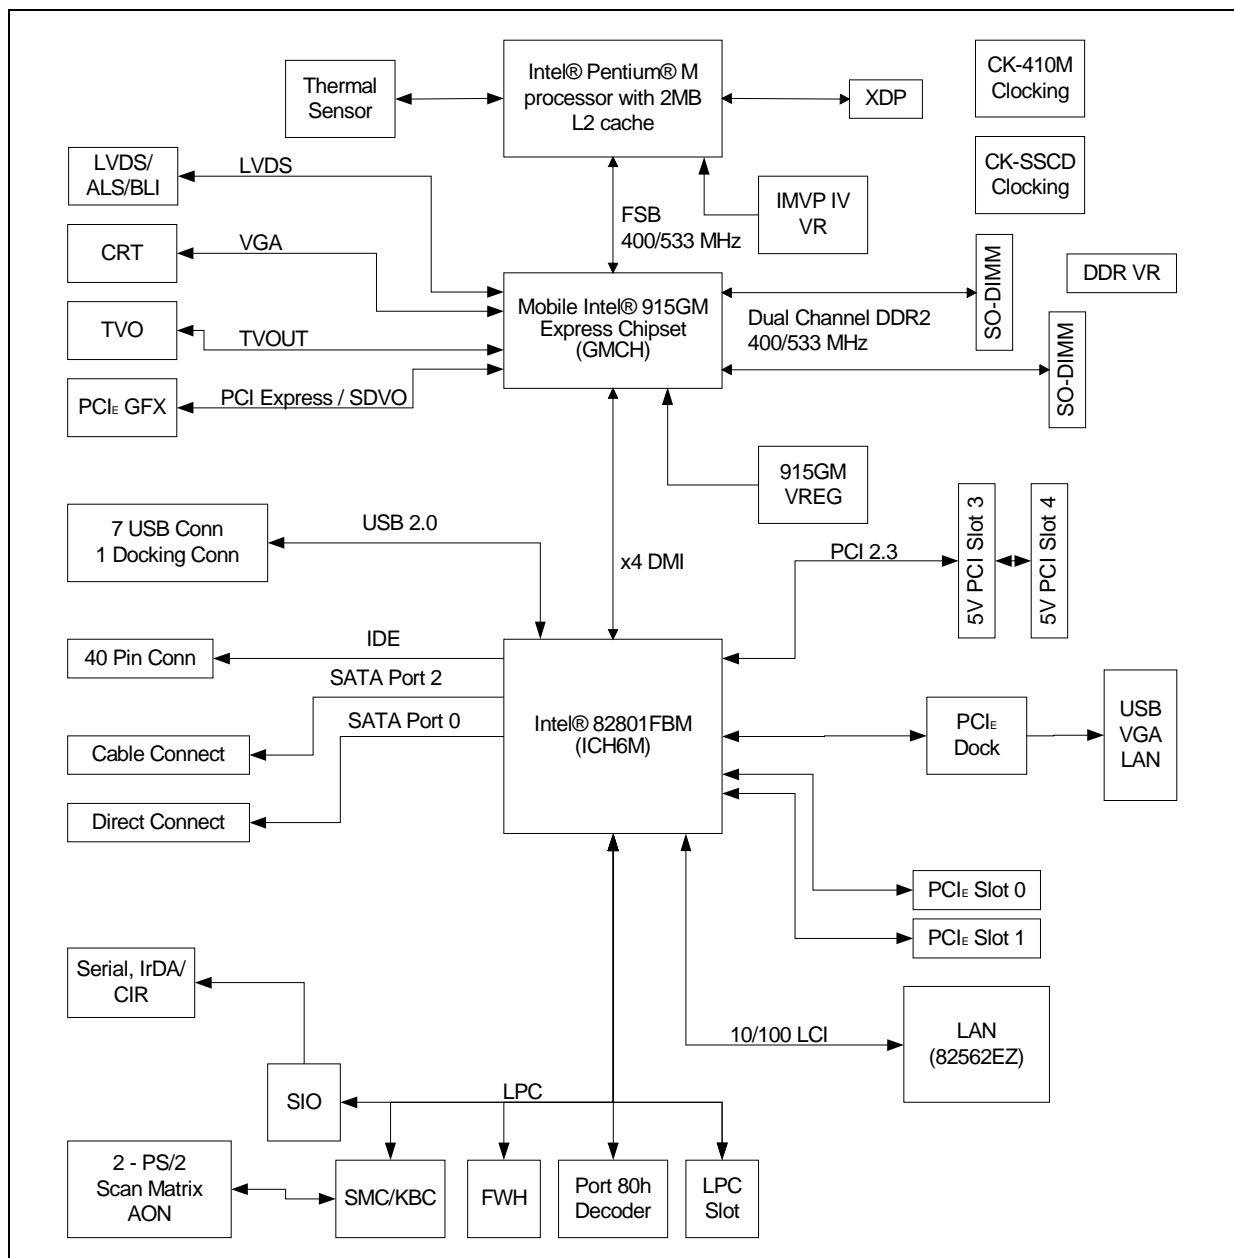 Intel® Pentium® M
processor with 2MB
L2 cache
Thermal
Sensor
XDP
CK-410M
Clocking
LVDS/
ALS/BLI
LVDS
CK-SSCD
Clocking
IMVP IV
VR
FSB
400/533 MHz
CRT
VGA
SO-DIMM
DDR VR
Mobile Intel® 915GM
Express Chipset
(GMCH)
TVO
TVOUT
Dual Channel DDR2
400/533 MHz
SO-DIMM
PCIE GFX
PCI Express / SDVO
915GM
VREG
7 USB Conn
1 Docking Conn
USB 2.0
x4 DMI
PCI 2.3
5V PCI Slot 3
5V PCI Slot 4
40 Pin Conn
IDE
SATA Port 2
SATA Port 0
Intel® 82801FBM
(ICH6M)
PCIE
Dock
USB
VGA
LAN
Cable Connect
Direct Connect
PCIE Slot 0
PCIE Slot 1
Serial, IrDA/
CIR
10/100 LCI
LAN
(82562EZ)
SIO
LPC
2 - PS/2
Scan Matrix
AON
SMC/KBC
FWH
Port 80h
Decoder
LPC
Slot